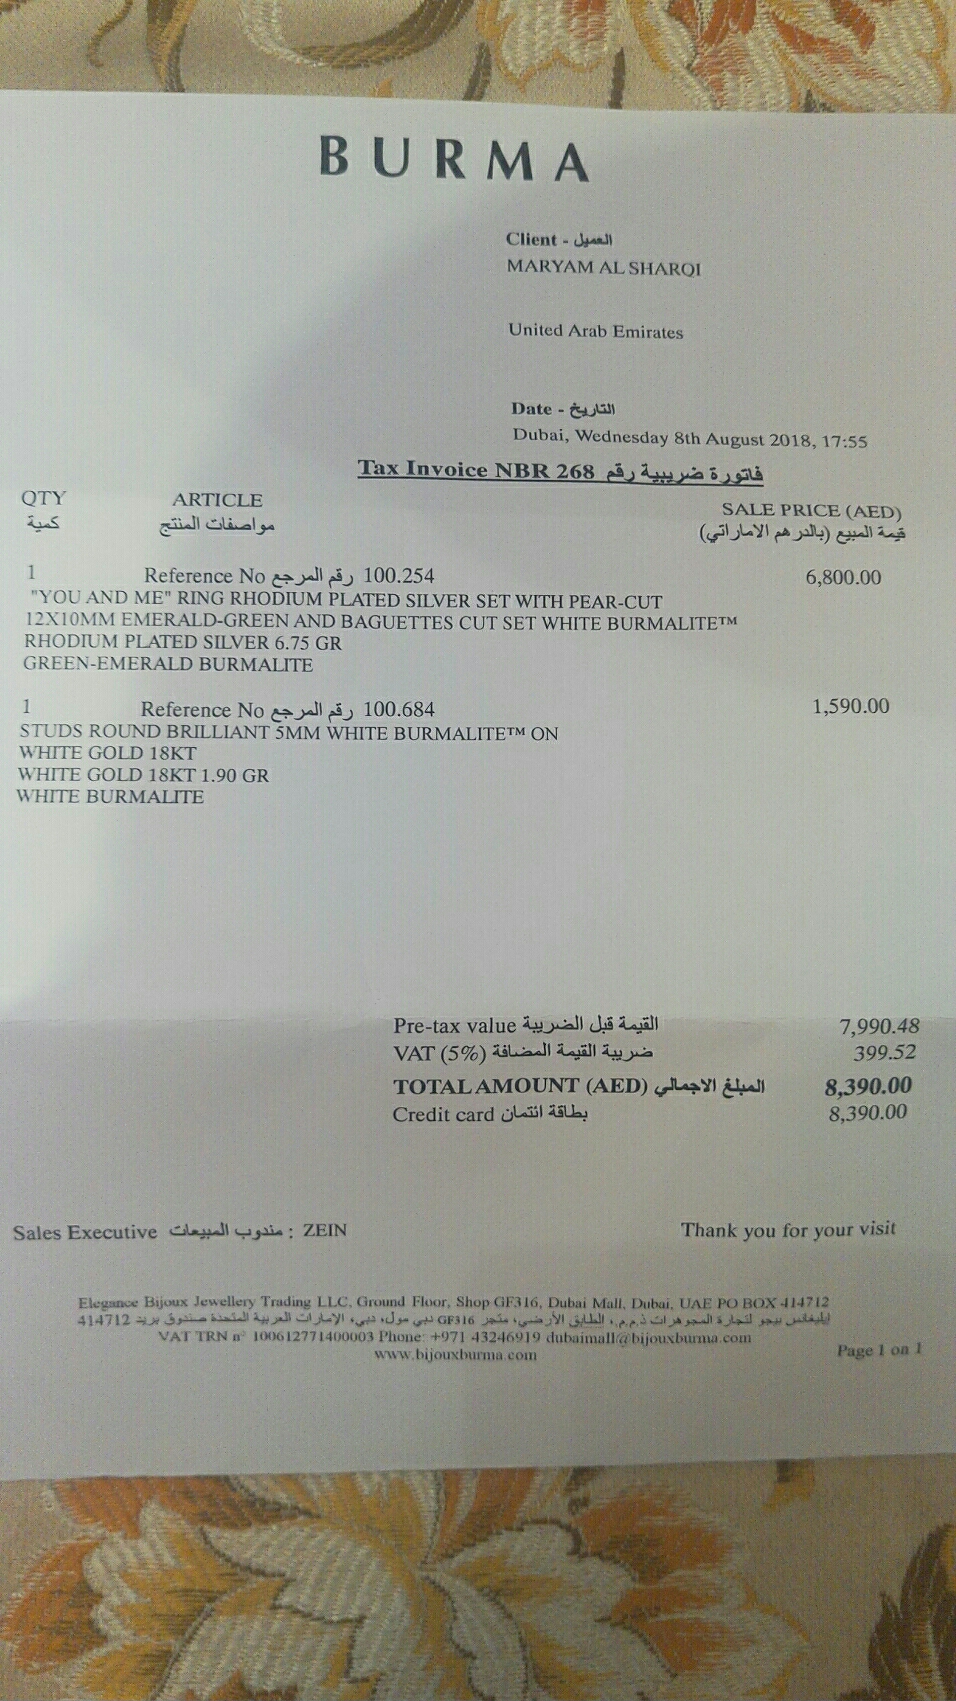 BURMA
Client - العميل
MARYAM AL SHARQI
United Arab Emirates
Date - التاريخ
Dubai, Wednesday 8th August 2018, 17:55
Tax Invoice NBR 268 فاتورة ضريبية رقم
QTY ARTICLE SALE PRICE (AED)
كمية مواصفات المنتج قيمة المبيع (بالدرهم الاماراتي)
1 Reference No رقم المرجع 100.254 6,800.00
"YOU AND ME" RING RHODIUM PLATED SILVER SET WITH PEAR-CUT
12X10MM EMERALD-GREEN AND BAGUETTES CUT SET WHITE BURMALITE™
RHODIUM PLATED SILVER 6.75 GR
GREEN-EMERALD BURMALITE
1 Reference No رقم المرجع 100.684 1,590.00
STUDS ROUND BRILLIANT 5MM WHITE BURMALITE™ ON
WHITE GOLD 18KT
WHITE GOLD 18KT 1.90 GR
WHITE BURMALITE
Pre-tax value القيمة قبل الضريبة 7,990.48
VAT (5%) ضريبة القيمة المضافة 399.52
TOTAL AMOUNT (AED) المبلغ الاجمالي 8,390.00
Credit card بطاقة ائتمان 8,390.00
Sales Executive مندوب المبيعات : ZEIN Thank you for your visit
Elegance Bijoux Jewellery Trading LLC, Ground Floor, Shop GF316, Dubai Mall, Dubai, UAE PO BOX 414712
إيليغانس بيجو لتجارة المجوهرات ذ.م.م.، الطابق الأرضي، متجر GF316 دبي مول، دبي، الإمارات العربية المتحدة صندوق بريد 414712
VAT TRN n° 100612771400003 Phone: +971 43246919 dubaimall@bijouxburma.com
www.bijouxburma.com Page 1 on 1